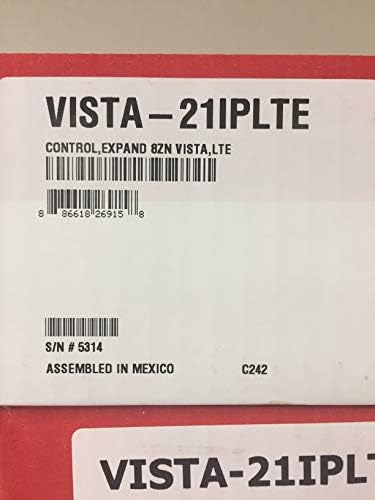 VISTA-21IPLTE
CONTROL,EXPAND 8ZN VISTA,LTE
8 86618 26915 8
S/N # 5314
ASSEMBLED IN MEXICO C242
VISTA-21IPLT